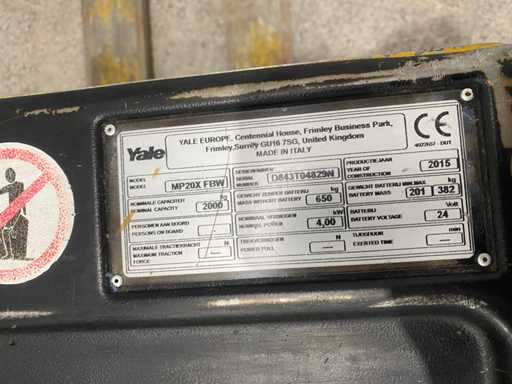 Yale
YALE EUROPE, Centennial House, Frimley Business Park,
Frimley, Surrey GU16 7SG, United Kingdom
MADE IN ITALY
CE
4023107 / DUT
MODEL
MODEL
MP20X FBW
SERIENUMMER
SERIAL
NUMBER
D843T04829N
PRODUCTIEJAAR
YEAR OF
CONSTRUCTION
2015
NOMINALE CAPACITEIT
NOMINAL CAPACITY
kg
2000
GEWICHT ZONDER BATTERIJ
MASS WITHOUT BATTERY
kg
650
GEWICHT BATTERIJ MIN./MAX.
BATTERY MASS
kg
201 382
PERSONEN AAN BOORD
PERSONS ON BOARD
—
NOMINAAL VERMOGEN
NOMINAL POWER
kW
4,00
BATTERIJ
BATTERY VOLTAGE
Volt
24
MAXIMALE TRACTIEKRACHT
MAXIMUM TRACTION
FORCE
N
—
TREKVERMOGEN
POWER PULL
N
—
TIJDSDUUR
EXERTED TIME
min
—